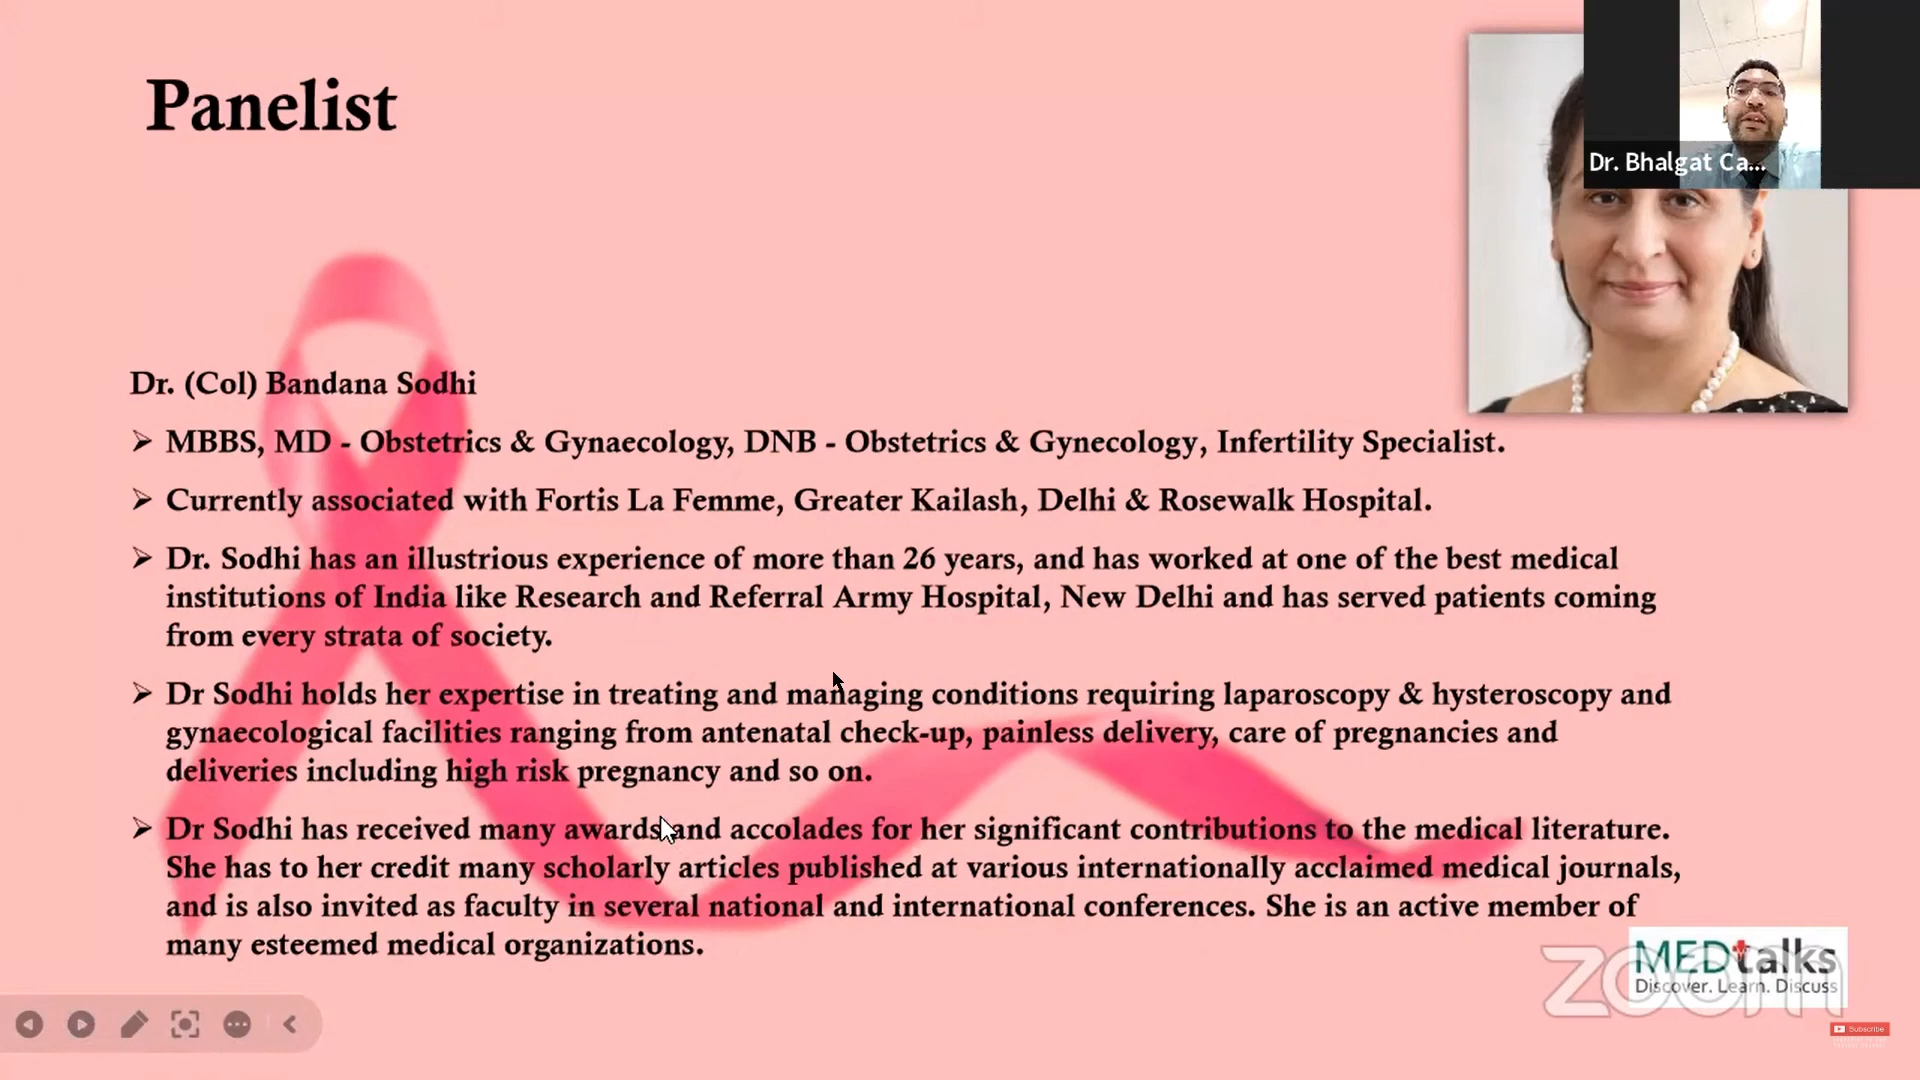 Panelist
Dr. Bhalgat Ca...
Dr. (Col) Bandana Sodhi
MBBS, MD - Obstetrics & Gynaecology, DNB - Obstetrics & Gynecology, Infertility Specialist.
Currently associated with Fortis La Femme, Greater Kailash, Delhi & Rosewalk Hospital.
Dr. Sodhi has an illustrious experience of more than 26 years, and has worked at one of the best medical
institutions of India like Research and Referral Army Hospital, New Delhi and has served patients coming
from every strata of society.
Dr Sodhi holds her expertise in treating and managing conditions requiring laparoscopy & hysteroscopy and
gynaecological facilities ranging from antenatal check-up, painless delivery, care of pregnancies and
deliveries including high risk pregnancy and so on.
Dr Sodhi has received many awards and accolades for her significant contributions to the medical literature.
She has to her credit many scholarly articles published at various internationally acclaimed medical journals,
and is also invited as faculty in several national and international conferences. She is an active member of
many esteemed medical organizations.
MEDtalks
Discover. Learn. Discuss
zoom
Subscribe